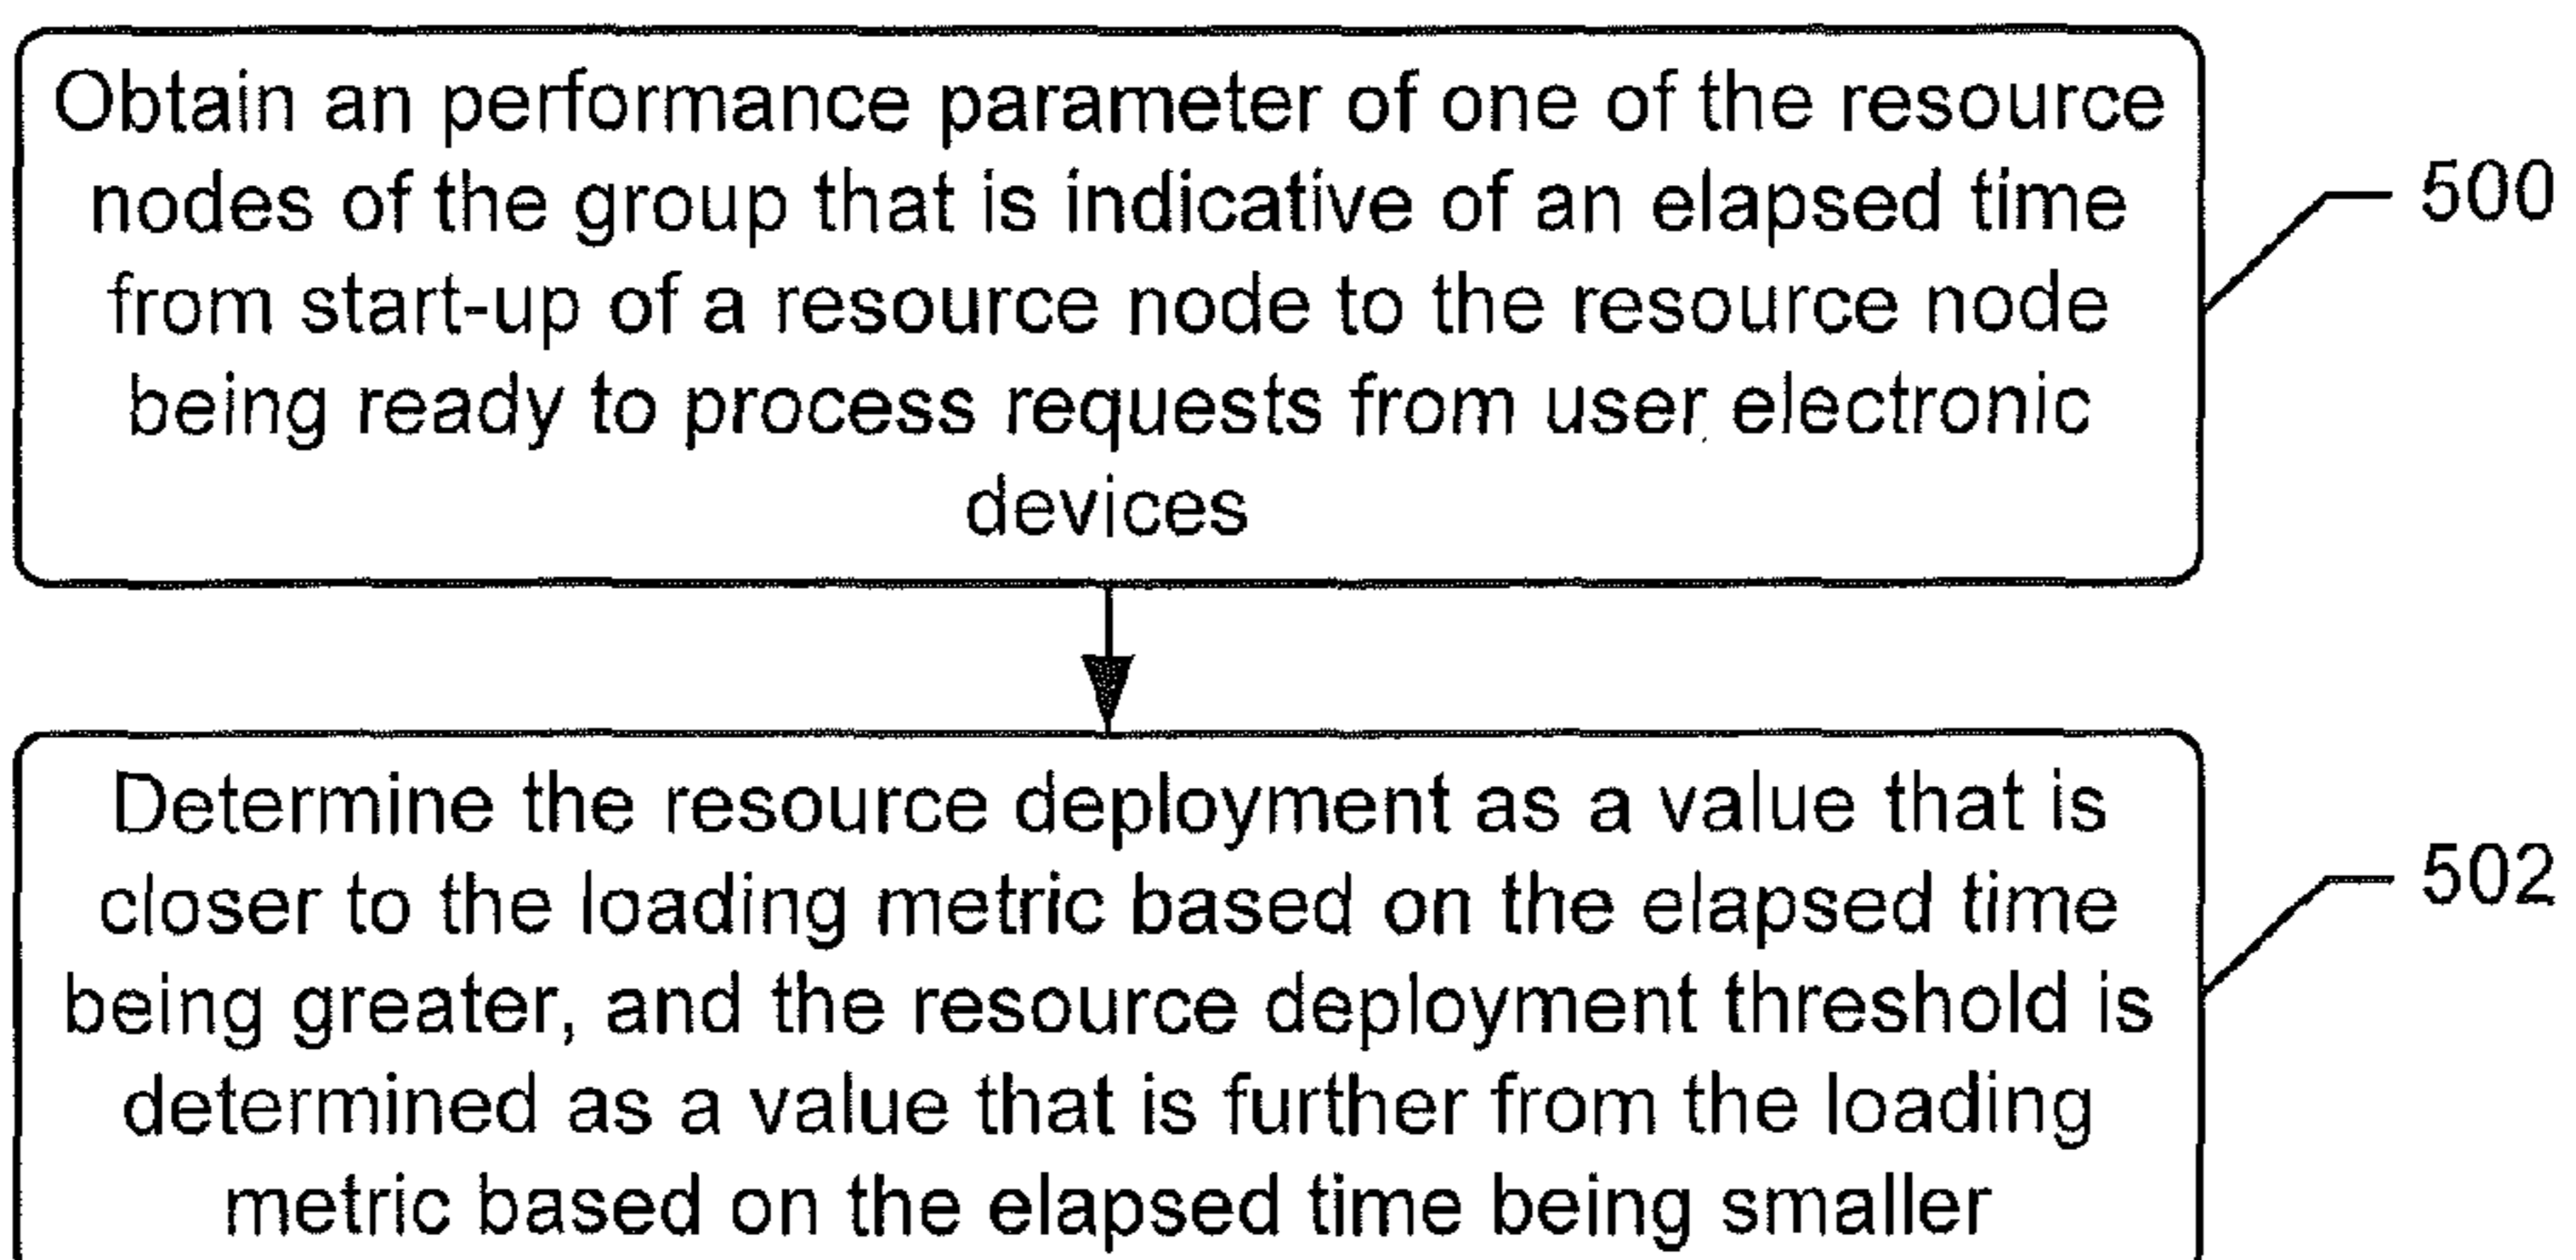 Obtain an performance parameter of one of the resource
nodes of the group that is indicative of an elapsed time
from start-up of a resource node to the resource node
being ready to process requests from user electronic
devices
500
Determine the resource deployment as a value that is
closer to the loading metric based on the elapsed time
being greater, and the resource deployment threshold is
determined as a value that is further from the loading
metric based on the elapsed time being smaller
502